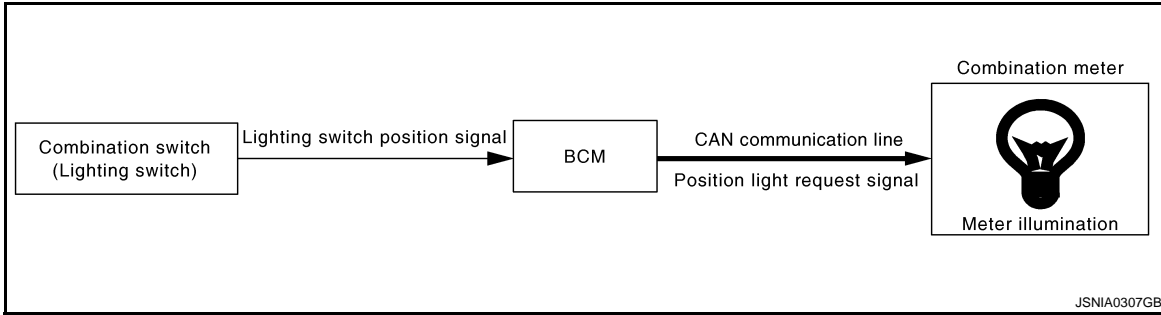 Combination meter
Combination switch
(Lighting switch)
Lighting switch position signal
BCM
CAN communication line
Position light request signal
Meter illumination
JSNIA0307GB